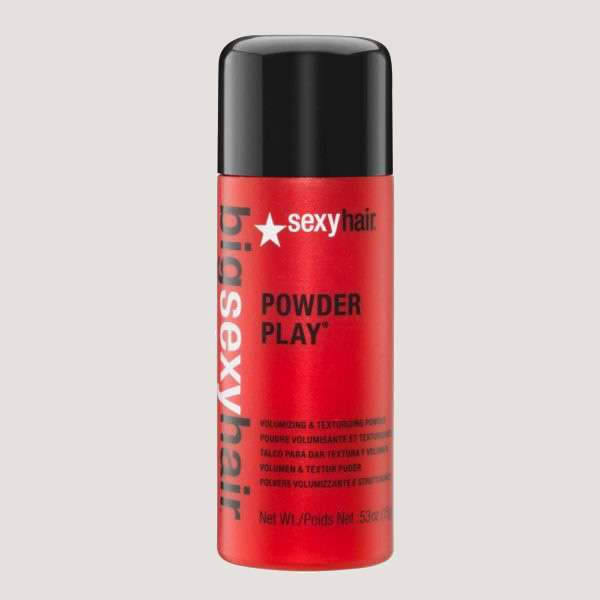 bigsexyhair
sexyhair.
POWDER
PLAY®
VOLUMIZING & TEXTURIZING POWDER
POUDRE VOLUMISANTE ET TEXTURISANTE
TALCO PARA DAR TEXTURA Y VOLUMEN
VOLUMEN & TEXTUR PUDER
POLVERE VOLUMIZZANTE E
Net Wt./Poids Net .53oz (15g